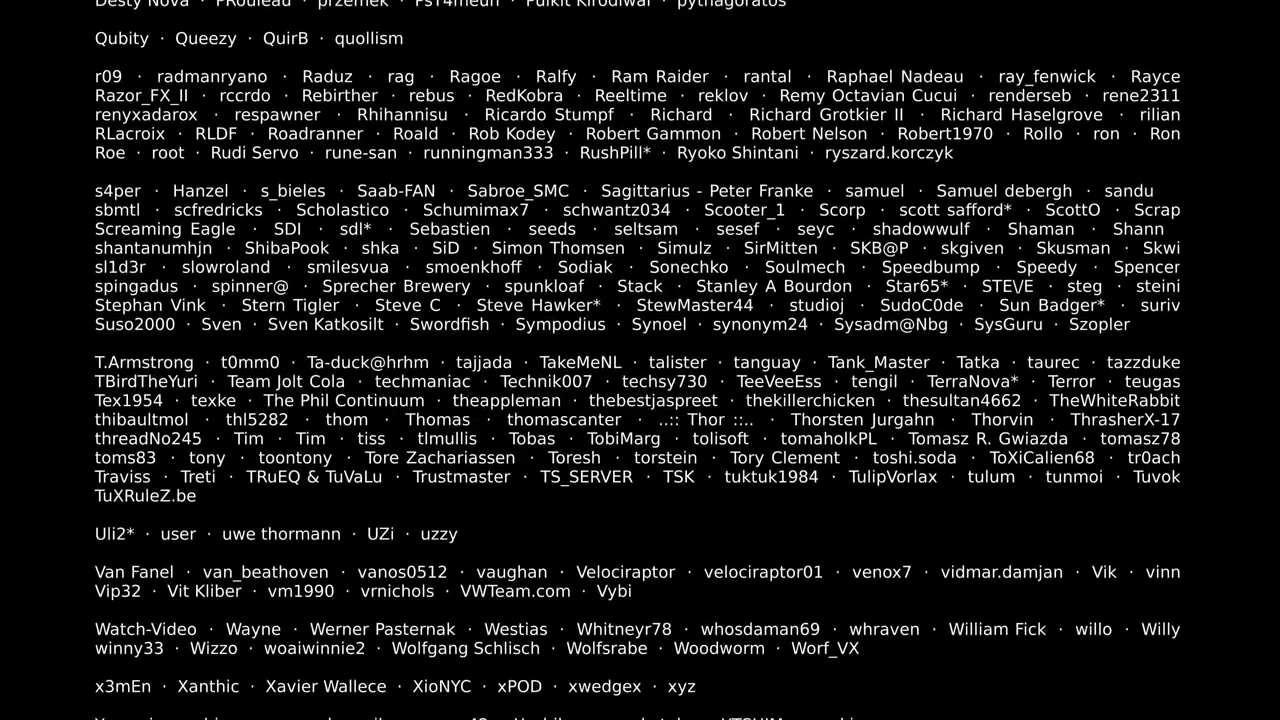 Desty Nova · PRouleau · przemek · PsT4meuh · Pulkit Kirodiwal · pythagoratos
Qubity · Queezy · QuirB · quollism
r09 · radmanryano · Raduz · rag · Ragoe · Ralfy · Ram Raider · rantal · Raphael Nadeau · ray_fenwick · Rayce
Razor_FX_II · rccrdo · Rebirther · rebus · RedKobra · Reeltime · reklov · Remy Octavian Cucui · renderseb · rene2311
renyxadarox · respawner · Rhihannisu · Ricardo Stumpf · Richard · Richard Grotkier II · Richard Haselgrove · rilian
RLacroix · RLDF · Roadranner · Roald · Rob Kodey · Robert Gammon · Robert Nelson · Robert1970 · Rollo · ron · Ron
Roe · root · Rudi Servo · rune-san · runningman333 · RushPill* · Ryoko Shintani · ryszard.korczyk
s4per · Hanzel · s_bieles · Saab-FAN · Sabroe_SMC · Sagittarius - Peter Franke · samuel · Samuel debergh · sandu
sbmtl · scfredricks · Scholastico · Schumimax7 · schwantz034 · Scooter_1 · Scorp · scott safford* · ScottO · Scrap
Screaming Eagle · SDI · sdl* · Sebastien · seeds · seltsam · sesef · seyc · shadowwulf · Shaman · Shann
shantanumhjn · ShibaPook · shka · SiD · Simon Thomsen · Simulz · SirMitten · SKB@P · skgiven · Skusman · Skwi
sl1d3r · slowroland · smilesvua · smoenkhoff · Sodiak · Sonechko · Soulmech · Speedbump · Speedy · Spencer
spingadus · spinner@ · Sprecher Brewery · spunkloaf · Stack · Stanley A Bourdon · Star65* · STE\/E · steg · steini
Stephan Vink · Stern Tigler · Steve C · Steve Hawker* · StewMaster44 · studioj · SudoC0de · Sun Badger* · suriv
Suso2000 · Sven · Sven Katkosilt · Swordfish · Sympodius · Synoel · synonym24 · Sysadm@Nbg · SysGuru · Szopler
T.Armstrong · t0mm0 · Ta-duck@hrhm · tajjada · TakeMeNL · talister · tanguay · Tank_Master · Tatka · taurec · tazzduke
TBirdTheYuri · Team Jolt Cola · techmaniac · Technik007 · techsy730 · TeeVeeEss · tengil · TerraNova* · Terror · teugas
Tex1954 · texke · The Phil Continuum · theappleman · thebestjaspreet · thekillerchicken · thesultan4662 · TheWhiteRabbit
thibaultmol · thl5282 · thom · Thomas · thomascanter · ..:: Thor ::.. · Thorsten Jurgahn · Thorvin · ThrasherX-17
threadNo245 · Tim · Tim · tiss · tlmullis · Tobas · TobiMarg · tolisoft · tomaholkPL · Tomasz R. Gwiazda · tomasz78
toms83 · tony · toontony · Tore Zachariassen · Toresh · torstein · Tory Clement · toshi.soda · ToXiCalien68 · tr0ach
Traviss · Treti · TRuEQ & TuVaLu · Trustmaster · TS_SERVER · TSK · tuktuk1984 · TulipVorlax · tulum · tunmoi · Tuvok
TuXRuleZ.be
Uli2* · user · uwe thormann · UZi · uzzy
Van Fanel · van_beathoven · vanos0512 · vaughan · Velociraptor · velociraptor01 · venox7 · vidmar.damjan · Vik · vinn
Vip32 · Vit Kliber · vm1990 · vrnichols · VWTeam.com · Vybi
Watch-Video · Wayne · Werner Pasternak · Westias · Whitneyr78 · whosdaman69 · whraven · William Fick · willo · Willy
winny33 · Wizzo · woaiwinnie2 · Wolfgang Schlisch · Wolfsrabe · Woodworm · Worf_VX
x3mEn · Xanthic · Xavier Wallece · XioNYC · xPOD · xwedgex · xyz